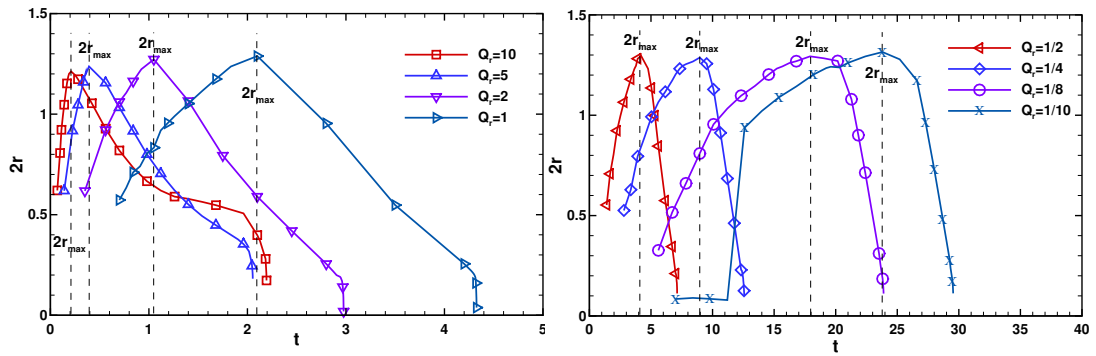 1.5
1
0.5
0
2r
0 1 2 3 4 5
t
2r_max
2r_max
2r_max
2r_max
2r_max
Q_r=10
Q_r=5
Q_r=2
Q_r=1
1.5
1
0.5
0
2r
0 5 10 15 20 25 30 35 40
t
2r_max
2r_max
2r_max
2r_max
Q_r=1/2
Q_r=1/4
Q_r=1/8
Q_r=1/10